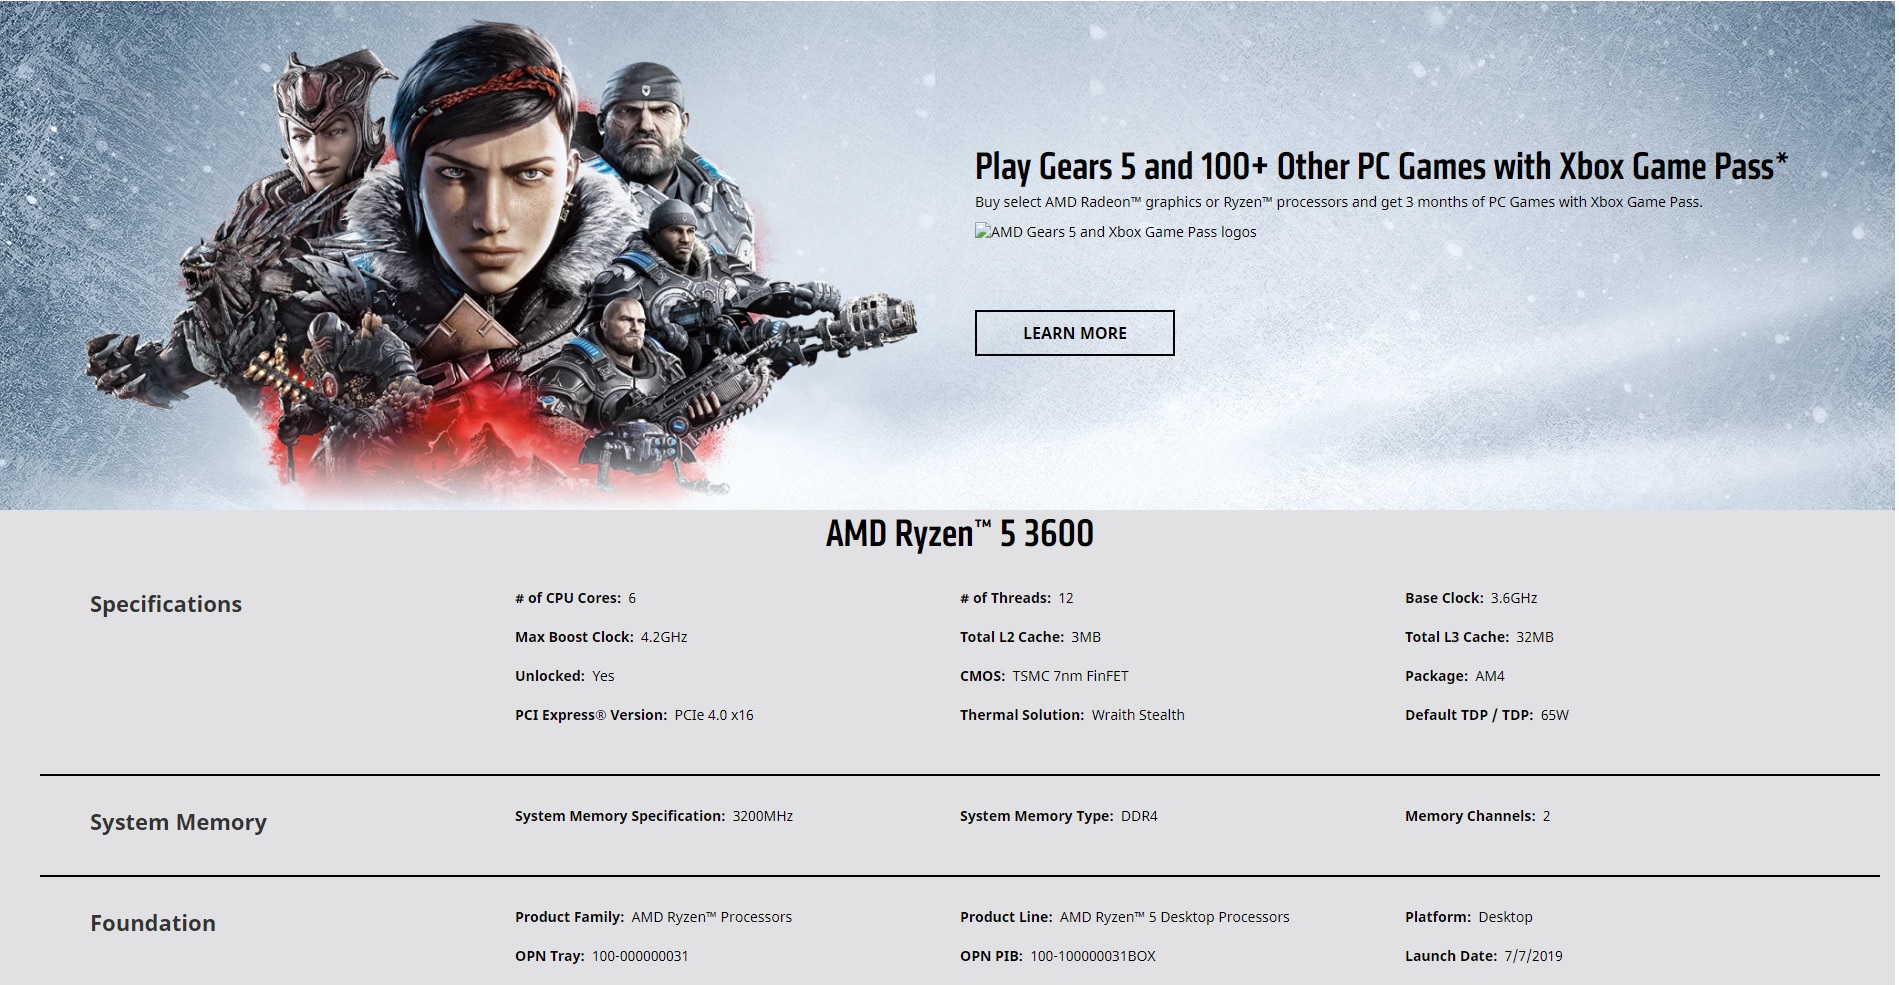 Play Gears 5 and 100+ Other PC Games with Xbox Game Pass*
Buy select AMD Radeon™ graphics or Ryzen™ processors and get 3 months of PC Games with Xbox Game Pass.
AMD Gears 5 and Xbox Game Pass logos
LEARN MORE
AMD Ryzen™ 5 3600
Specifications
# of CPU Cores: 6
# of Threads: 12
Base Clock: 3.6GHz
Max Boost Clock: 4.2GHz
Total L2 Cache: 3MB
Total L3 Cache: 32MB
Unlocked: Yes
CMOS: TSMC 7nm FinFET
Package: AM4
PCI Express® Version: PCIe 4.0 x16
Thermal Solution: Wraith Stealth
Default TDP / TDP: 65W
System Memory
System Memory Specification: 3200MHz
System Memory Type: DDR4
Memory Channels: 2
Foundation
Product Family: AMD Ryzen™ Processors
Product Line: AMD Ryzen™ 5 Desktop Processors
Platform: Desktop
OPN Tray: 100-000000031
OPN PIB: 100-100000031BOX
Launch Date: 7/7/2019